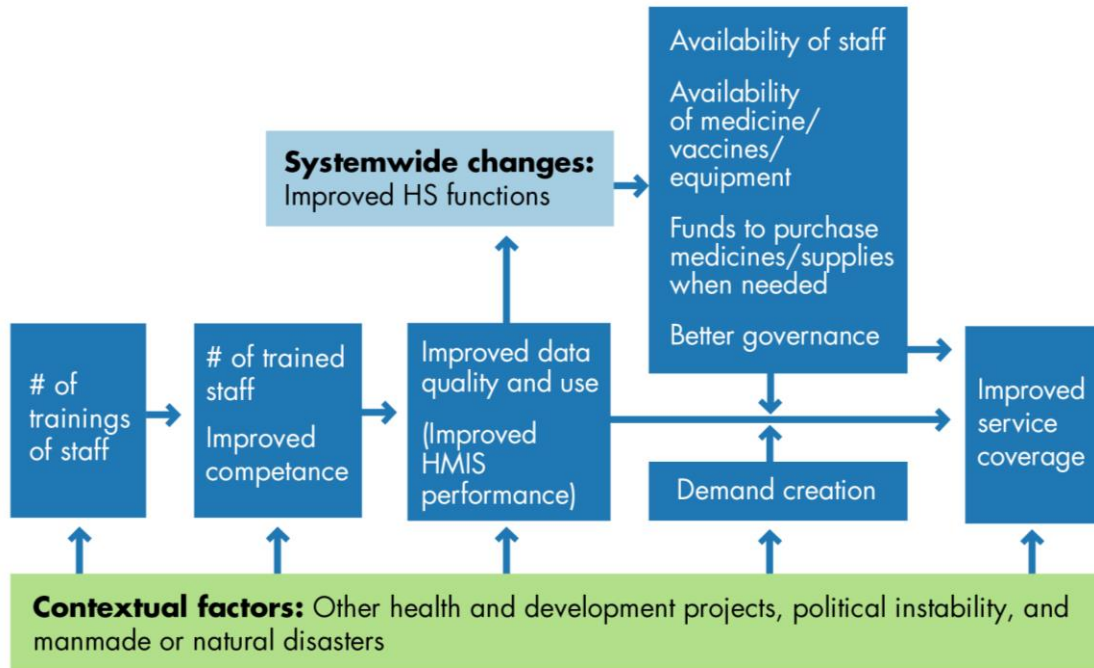 Availability of staff
Availability
of medicine/
vaccines/
equipment
Funds to purchase
medicines/supplies
when needed
Better governance
Systemwide changes:
Improved HS functions
# of
trainings
of staff
# of trained
staff
Improved
competance
Improved data
quality and use
(Improved
HMIS
performance)
Demand creation
Improved
service
coverage
Contextual factors: Other health and development projects, political instability, and
manmade or natural disasters